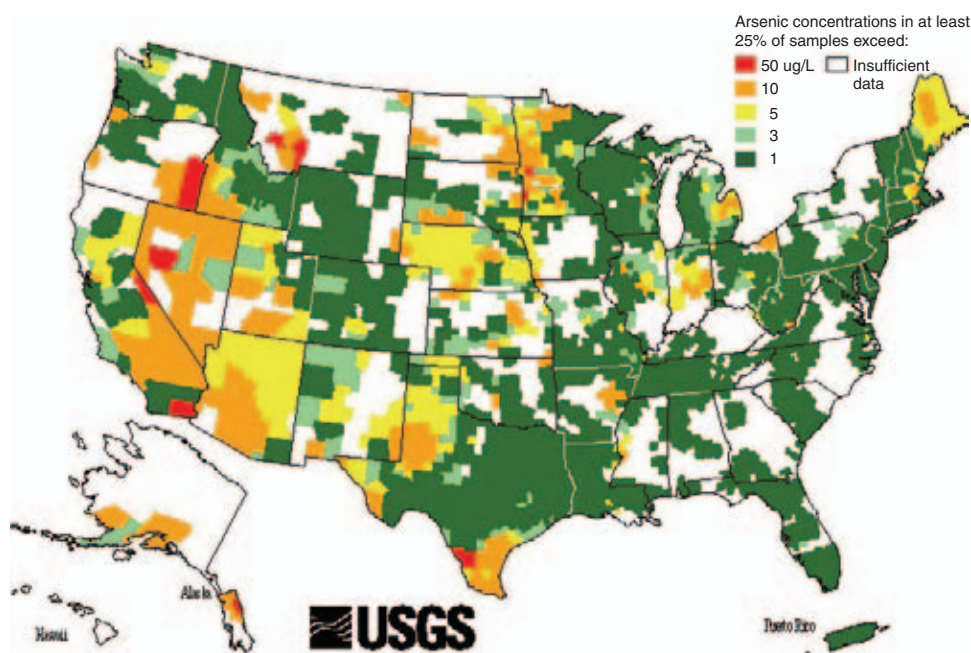 Arsenic concentrations in at least
25% of samples exceed:
50 ug/L
Insufficient
data
10
5
3
1
Alaska
Hawaii
USGS
Puerto Rico